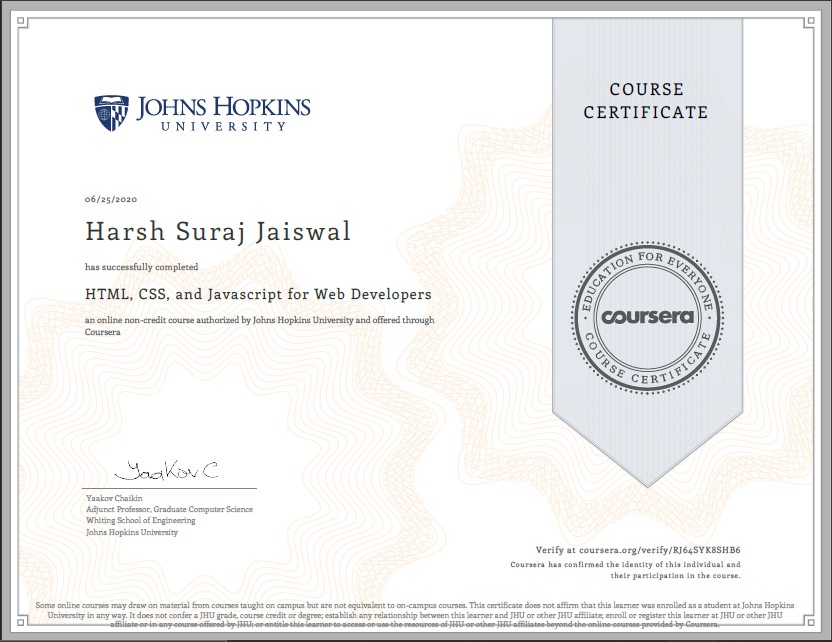 JOHNS HOPKINS
UNIVERSITY
COURSE
CERTIFICATE
06/25/2020
Harsh Suraj Jaiswal
has successfully completed
HTML, CSS, and Javascript for Web Developers
an online non-credit course authorized by Johns Hopkins University and offered through
Coursera
EDUCATION FOR EVERYONE
coursera
COURSE CERTIFICATE
Yaakov C
Yaakov Chaikin
Adjunct Professor, Graduate Computer Science
Whiting School of Engineering
Johns Hopkins University
Verify at coursera.org/verify/RJ64SYK8SHB6
Coursera has confirmed the identity of this individual and
their participation in the course.
Some online courses may draw on material from courses taught on campus but are not equivalent to on-campus courses. This certificate does not affirm that this learner was enrolled as a student at Johns Hopkins
University in any way. It does not confer a JHU grade, course credit or degree; establish any relationship between this learner and JHU or other JHU affiliate; enroll or register this learner at JHU or other JHU
affiliate or in any course offered by JHU; or entitle this learner to access or use the resources of JHU or other JHU affiliates beyond the online courses provided by Coursera.